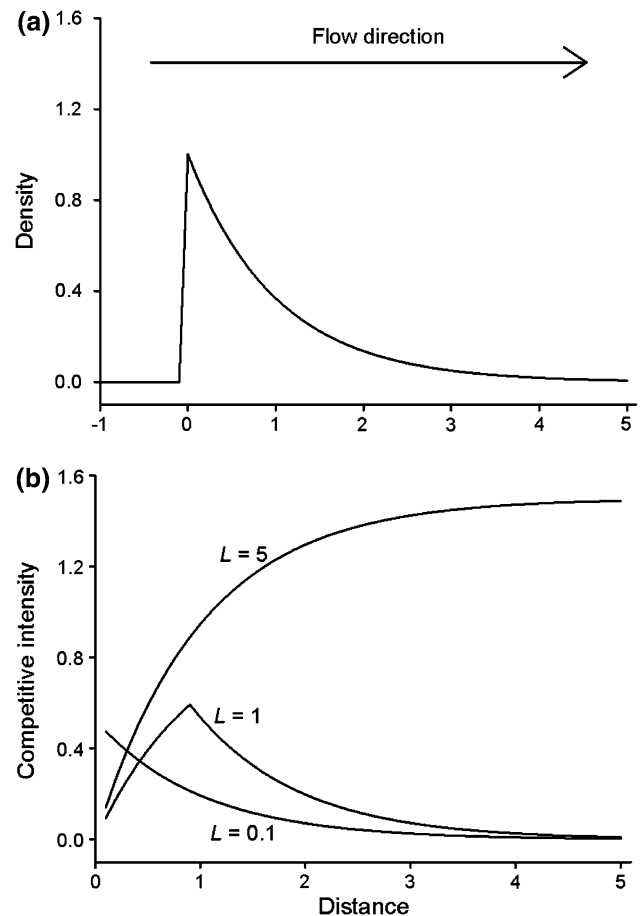 (a)
1.6
Flow direction
1.2
Density
0.8
0.4
0.0
-1 0 1 2 3 4 5
(b)
1.6
L = 5
1.2
Competitive intensity
0.8
L = 1
0.4
L = 0.1
0.0
0 1 2 3 4 5
Distance